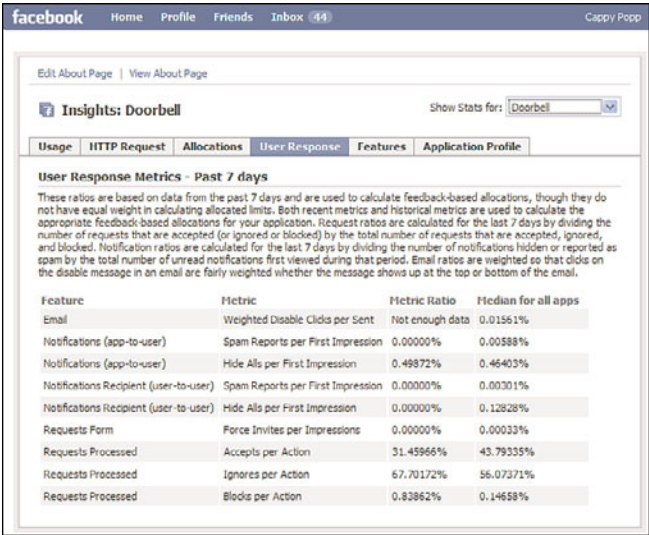 facebook Home Profile Friends Inbox 44 Cappy Popp
Edit About Page | View About Page
Insights: Doorbell Show Stats for: Doorbell
Usage HTTP Request Allocations User Response Features Application Profile
User Response Metrics - Past 7 days
These ratios are based on data from the past 7 days and are used to calculate feedback-based allocations, though they do
not have equal weight in calculating allocated limits. Both recent metrics and historical metrics are used to calculate the
appropriate feedback-based allocations for your application. Request ratios are calculated for the last 7 days by dividing the
number of requests that are accepted (or ignored or blocked) by the total number of requests that are accepted, ignored,
and blocked. Notification ratios are calculated for the last 7 days by dividing the number of notifications hidden or reported as
spam by the total number of unread notifications first viewed during that period. Email ratios are weighted so that clicks on
the disable message in an email are fairly weighted whether the message shows up at the top or bottom of the email.
Feature Metric Metric Ratio Median for all apps
Email Weighted Disable Clicks per Sent Not enough data 0.01561%
Notifications (app-to-user) Spam Reports per First Impression 0.00000% 0.00588%
Notifications (app-to-user) Hide Alls per First Impression 0.49872% 0.46403%
Notifications Recipient (user-to-user) Spam Reports per First Impression 0.00000% 0.00301%
Notifications Recipient (user-to-user) Hide Alls per First Impression 0.00000% 0.12828%
Requests Form Force Invites per Impressions 0.00000% 0.00033%
Requests Processed Accepts per Action 31.45966% 43.79335%
Requests Processed Ignores per Action 67.70172% 56.07371%
Requests Processed Blocks per Action 0.83862% 0.14658%